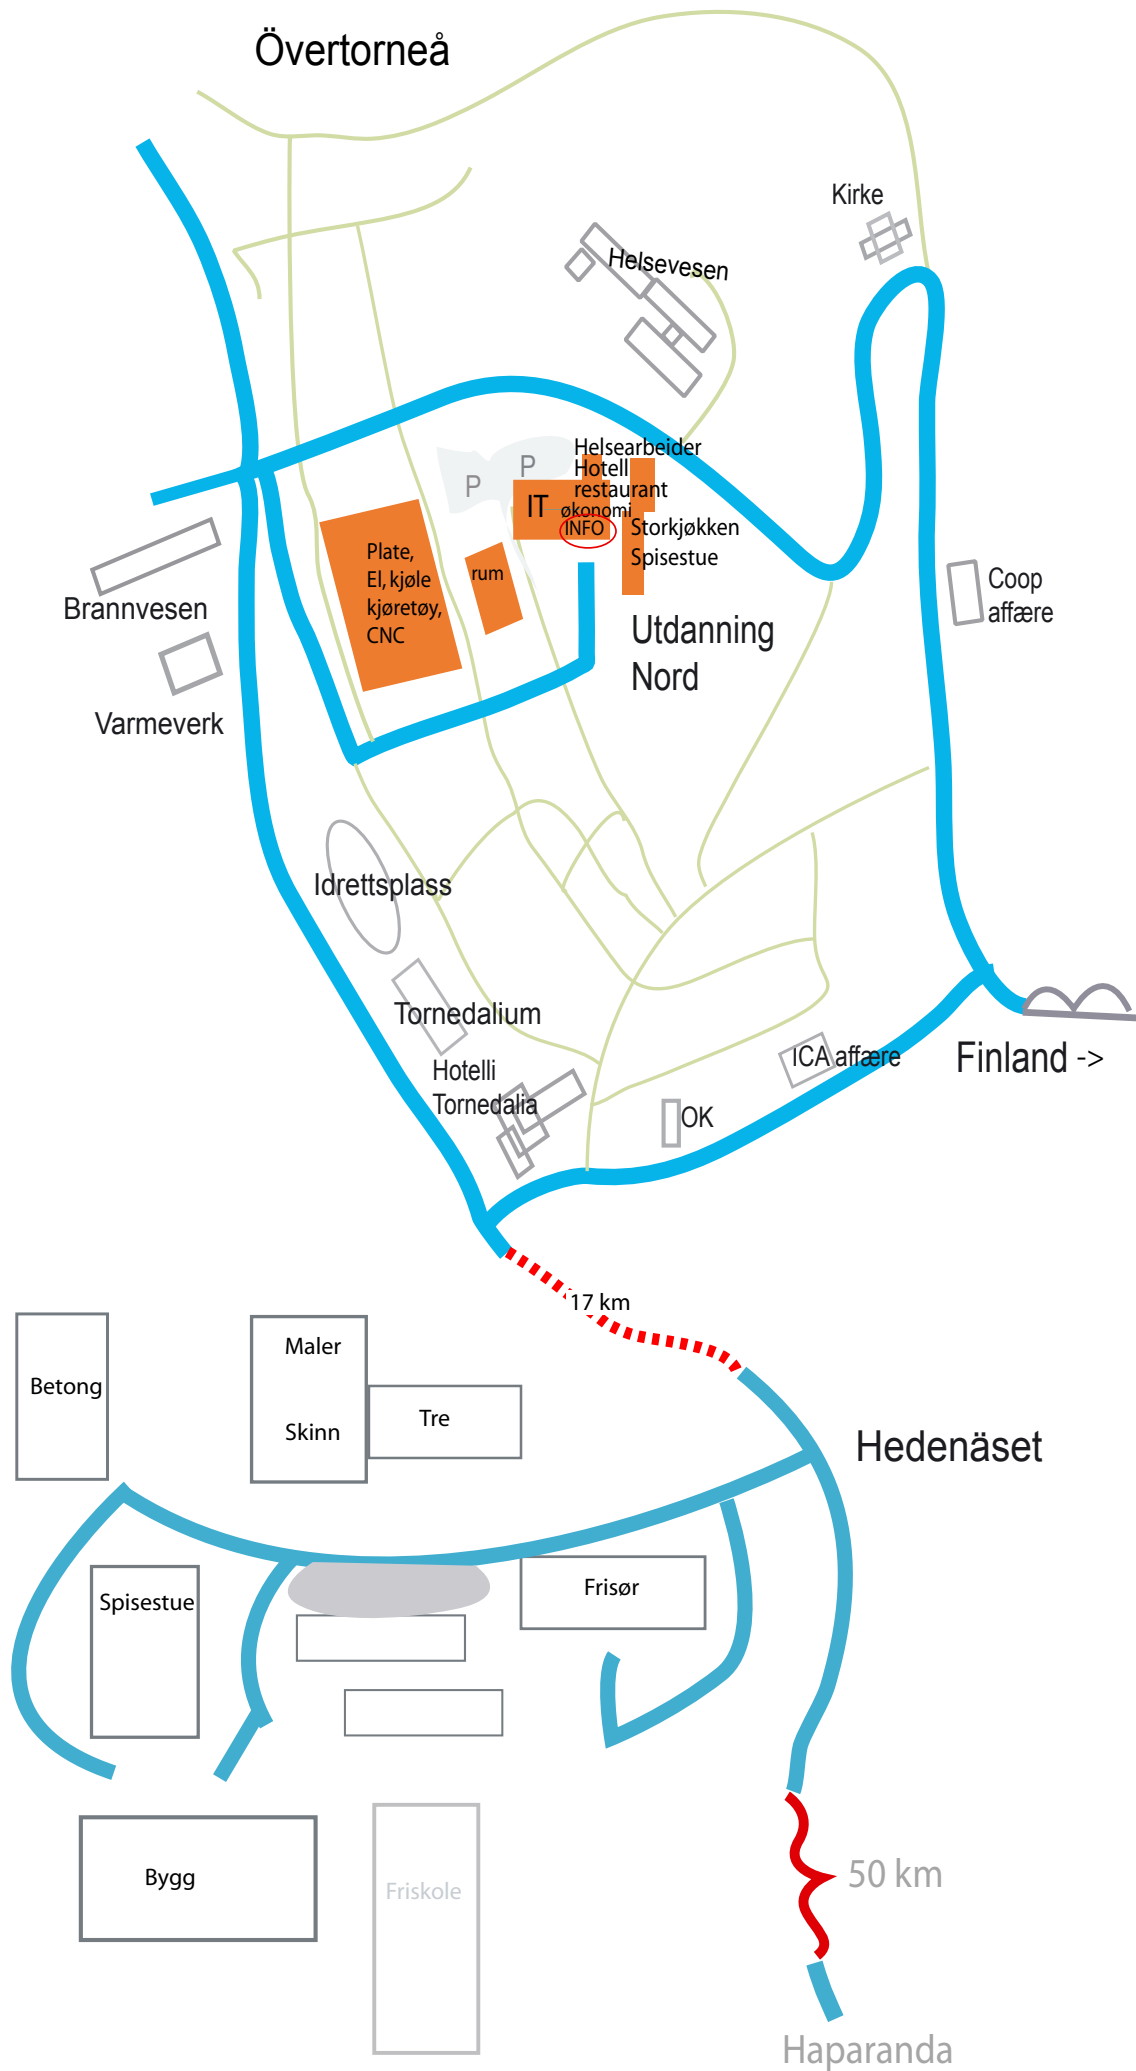 Övertorneå
Kirke
Helsevesen
Helsearbeider
Hotell
restaurant
økonomi
INFO
P
P
IT
Storkjøkken
Spisestue
Plate,
El, kjøle
kjøretøy,
CNC
rum
Utdanning
Nord
Coop
affære
Brannvesen
Varmeverk
Idrettsplass
Tornedalium
Hotelli
Tornedalia
ICA affære
OK
Finland ->
17 km
Betong
Maler
Skinn
Tre
Hedenäset
Spisestue
Frisør
Bygg
Friskole
50 km
Haparanda